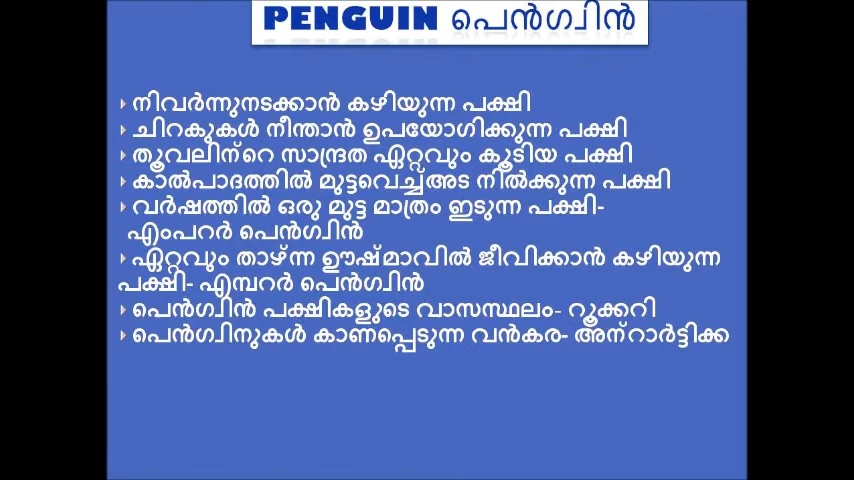 PENGUIN പെൻഗ്വിൻ
നിവർന്നുനടക്കാൻ കഴിയുന്ന പക്ഷി
ചിറകുകൾ നീന്താൻ ഉപയോഗിക്കുന്ന പക്ഷി
തൂവലിന്റെ സാന്ദ്രത ഏറ്റവും കൂടിയ പക്ഷി
കാൽപാദത്തിൽ മുട്ടവെച്ച്അട നിൽക്കുന്ന പക്ഷി
വർഷത്തിൽ ഒരു മുട്ട മാത്രം ഇടുന്ന പക്ഷി-
എംപറർ പെൻഗ്വിൻ
ഏറ്റവും താഴ്ന്ന ഊഷ്മാവിൽ ജീവിക്കാൻ കഴിയുന്ന
പക്ഷി- എമ്പറർ പെൻഗ്വിൻ
പെൻഗ്വിൻ പക്ഷികളുടെ വാസസ്ഥലം- റൂക്കറി
പെൻഗ്വിനുകൾ കാണപ്പെടുന്ന വൻകര- അന്റാർട്ടിക്ക